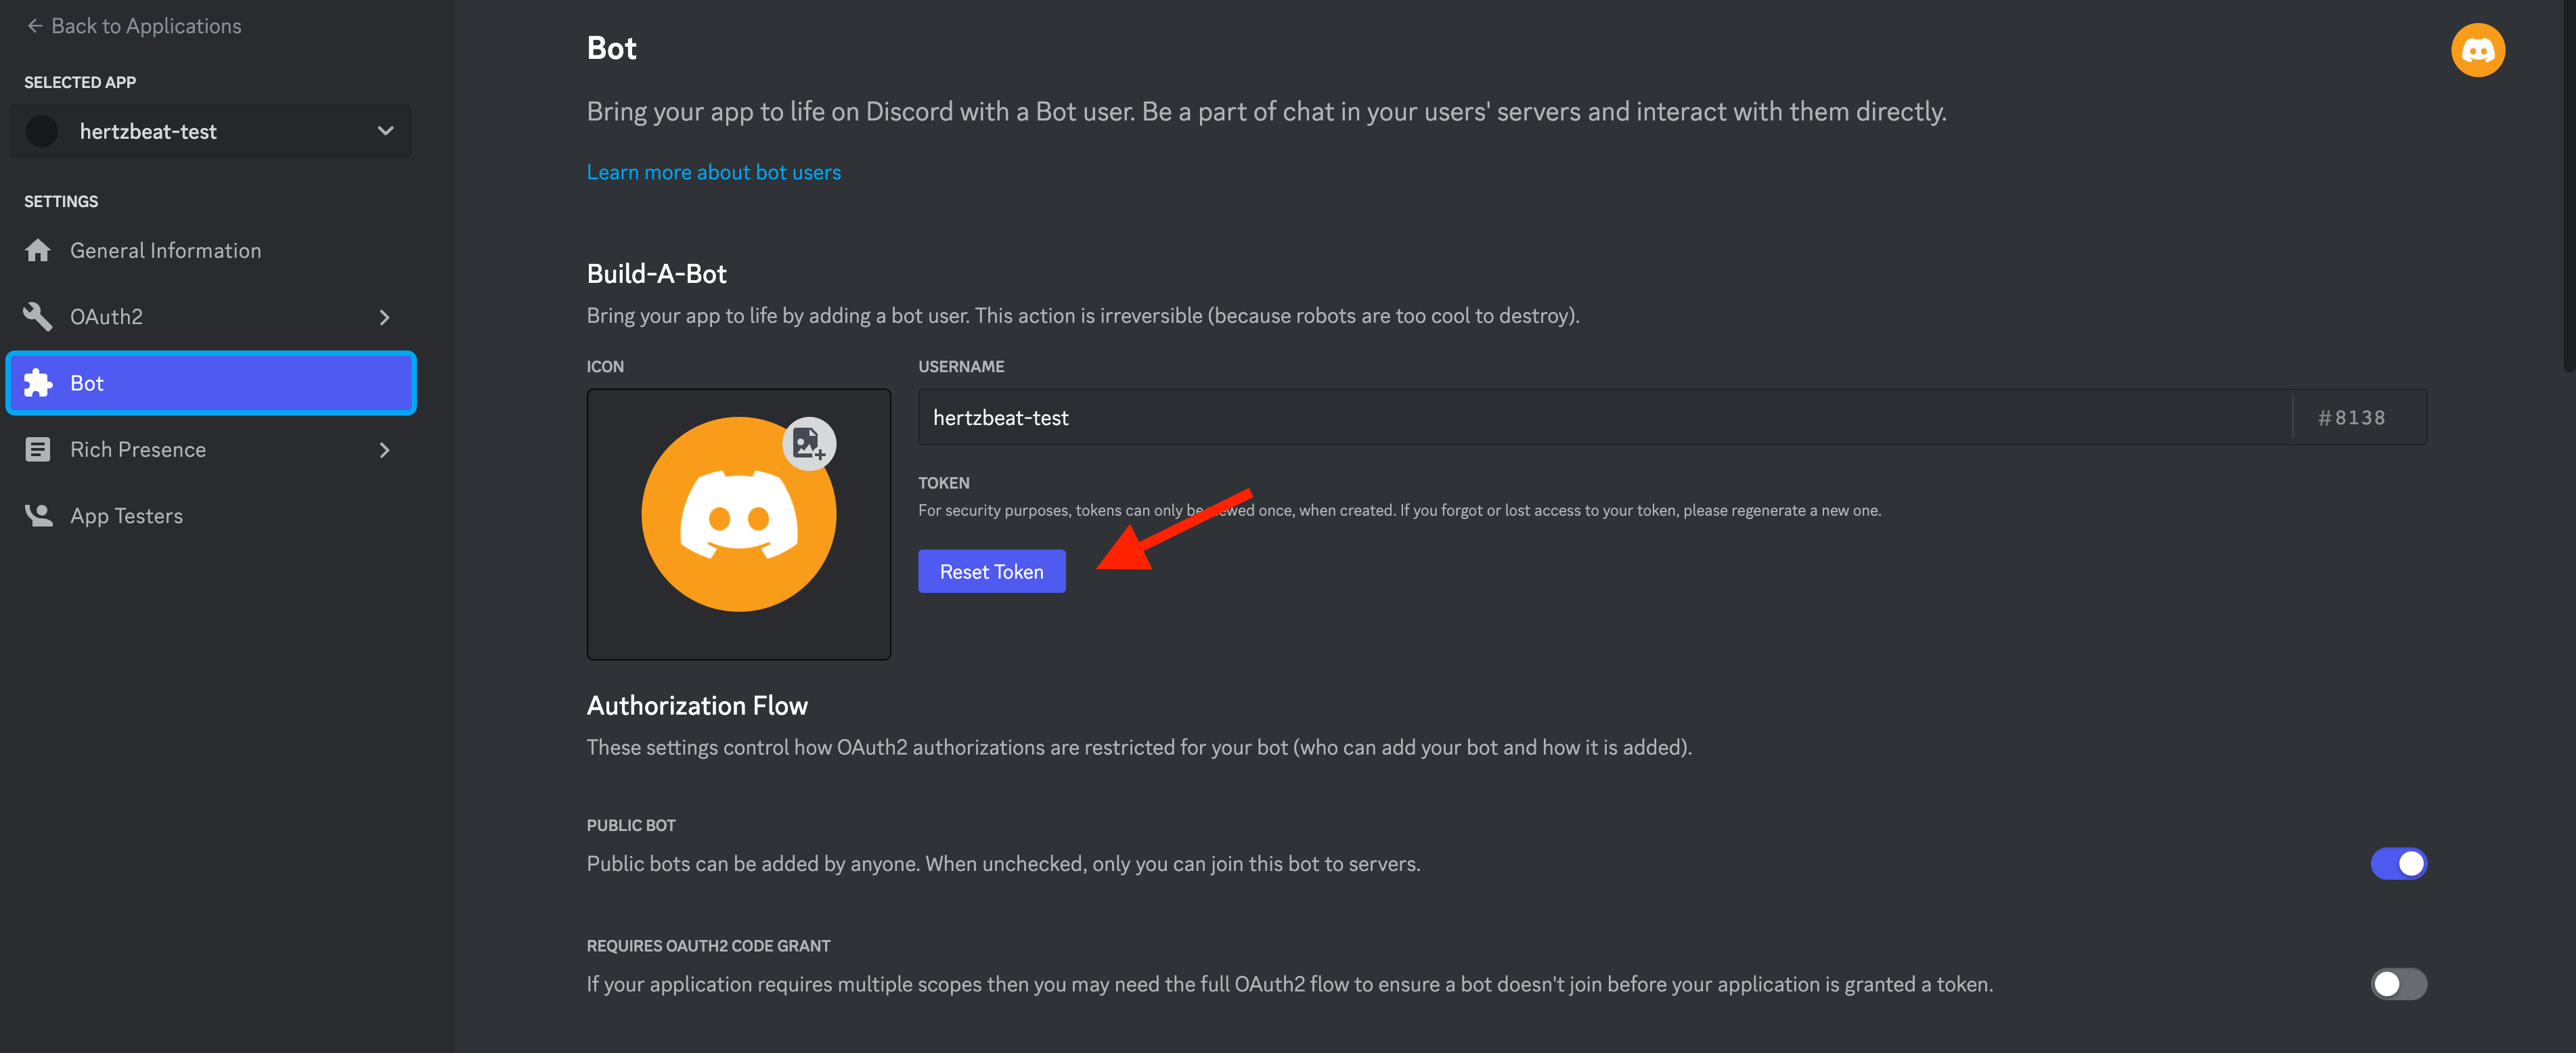 ← Back to Applications
SELECTED APP
hertzbeat-test
SETTINGS
General Information
OAuth2
Bot
Rich Presence
App Testers
Bot
Bring your app to life on Discord with a Bot user. Be a part of chat in your users' servers and interact with them directly.
Learn more about bot users
Build-A-Bot
Bring your app to life by adding a bot user. This action is irreversible (because robots are too cool to destroy).
ICON
USERNAME
hertzbeat-test
#8138
TOKEN
For security purposes, tokens can only be viewed once, when created. If you forgot or lost access to your token, please regenerate a new one.
Reset Token
Authorization Flow
These settings control how OAuth2 authorizations are restricted for your bot (who can add your bot and how it is added).
PUBLIC BOT
Public bots can be added by anyone. When unchecked, only you can join this bot to servers.
REQUIRES OAUTH2 CODE GRANT
If your application requires multiple scopes then you may need the full OAuth2 flow to ensure a bot doesn't join before your application is granted a token.